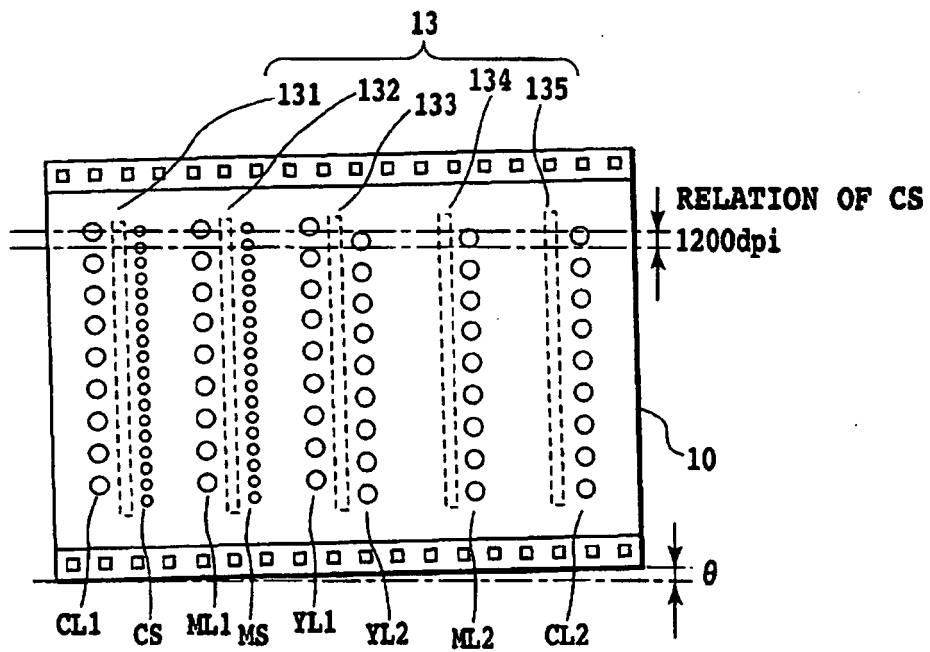 13
131 132 133 134 135
RELATION OF CS
1200dpi
10
θ
CL1 CS ML1 MS YL1 YL2 ML2 CL2